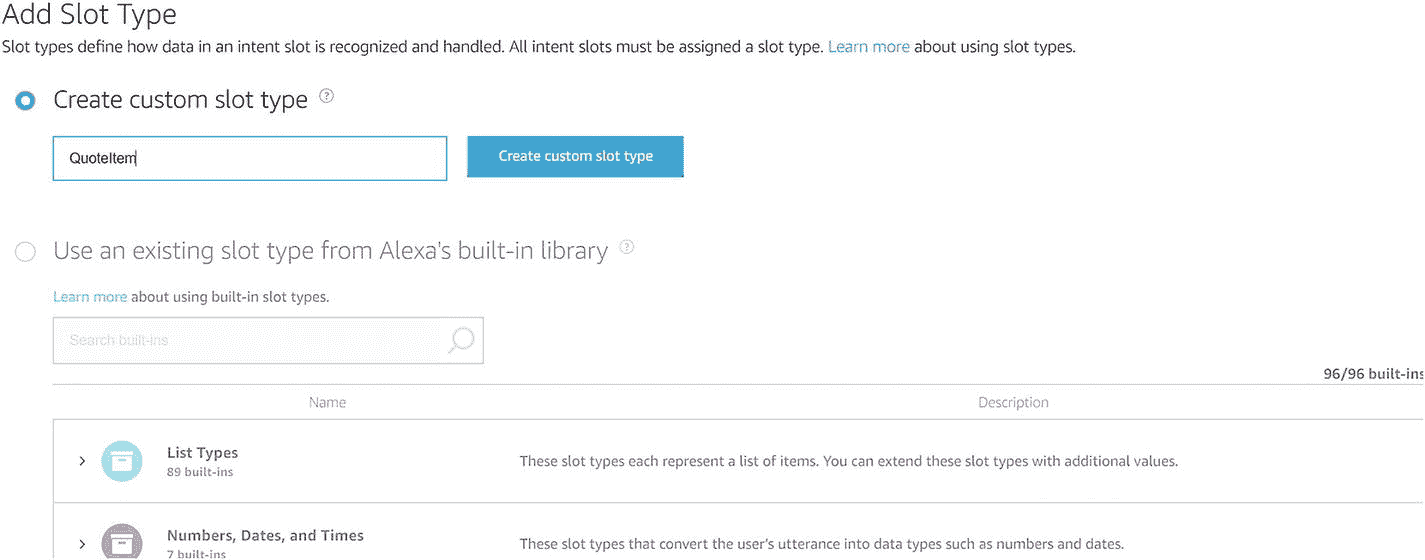 Add Slot Type
Slot types define how data in an intent slot is recognized and handled. All intent slots must be assigned a slot type. Learn more about using slot types.
Create custom slot type ?
QuoteItem
Create custom slot type
Use an existing slot type from Alexa's built-in library ?
Learn more about using built-in slot types.
Search built-ins
96/96 built-ins
Name Description
List Types
89 built-ins
These slot types each represent a list of items. You can extend these slot types with additional values.
Numbers, Dates, and Times
7 built-ins
These slot types that convert the user's utterance into data types such as numbers and dates.